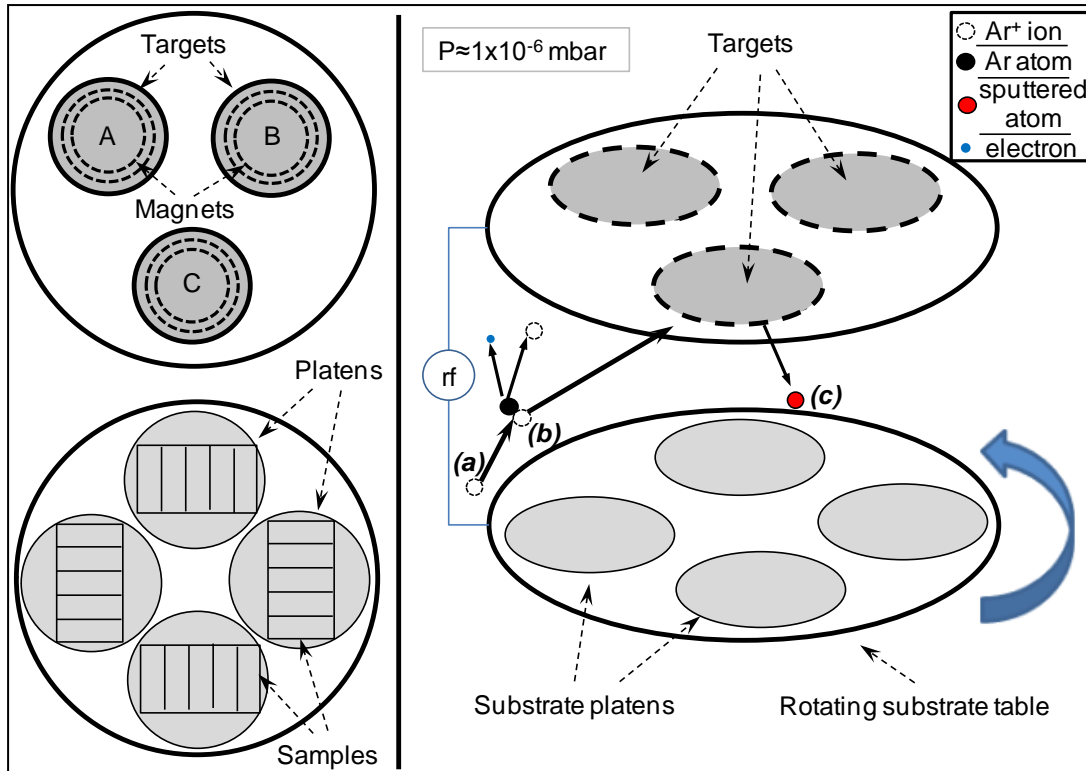 Targets
A
B
Magnets
C
Platens
Samples
P≈1x10⁻⁶ mbar
Targets
Ar⁺ ion
Ar atom
sputtered
atom
electron
rf
(a)
(b)
(c)
Substrate platens
Rotating substrate table